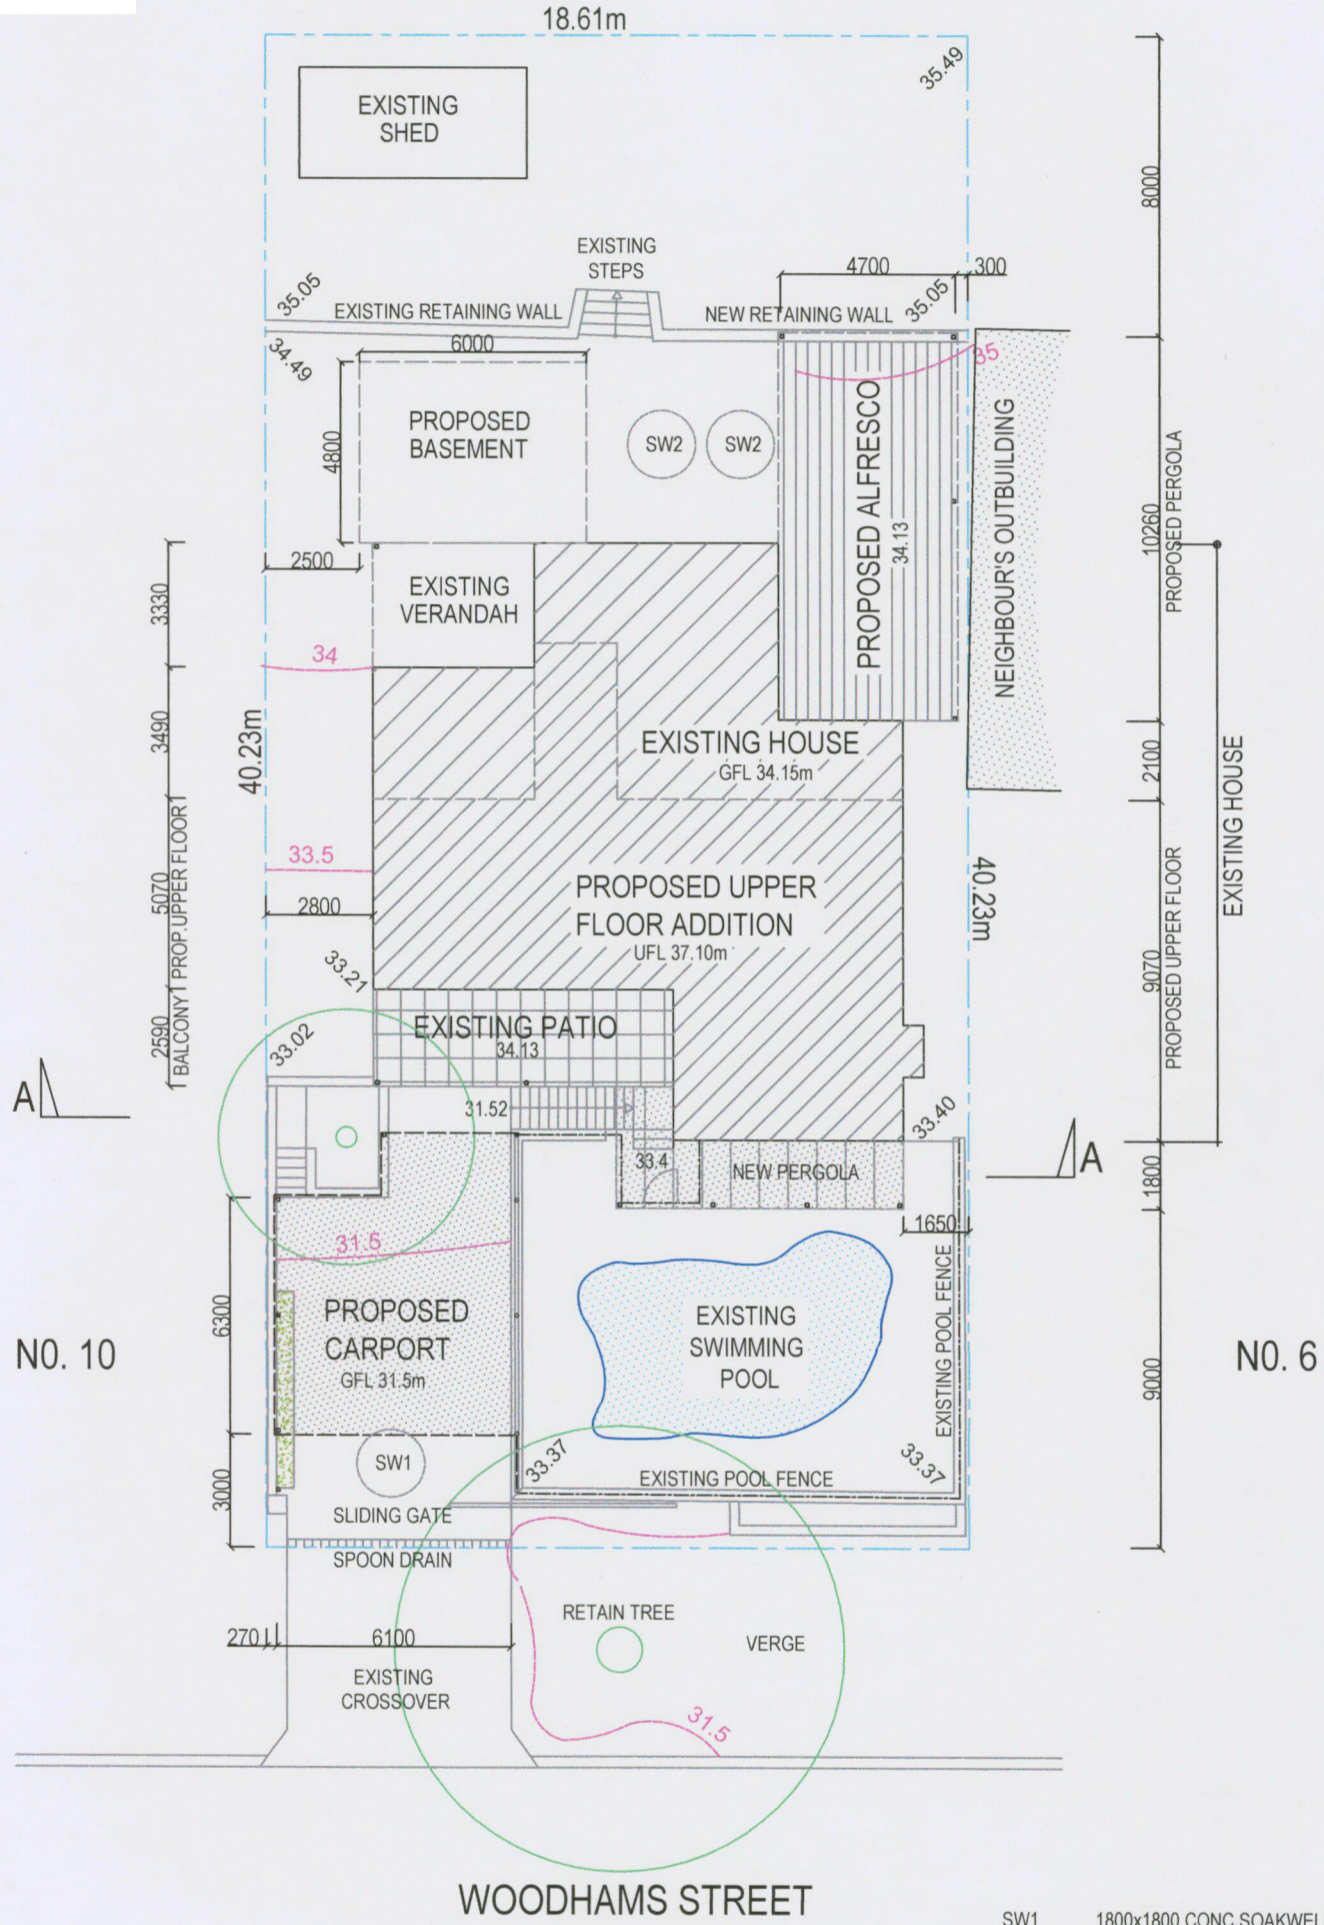 18.61m
35.49
EXISTING
SHED
8000
EXISTING
STEPS
4700
300
35.05
EXISTING RETAINING WALL
NEW RETAINING WALL
35.05
34.49
6000
35
4800
PROPOSED
BASEMENT
SW2
SW2
PROPOSED ALFRESCO
34.13
NEIGHBOUR'S OUTBUILDING
10260
PROPOSED PERGOLA
2500
3330
EXISTING
VERANDAH
34
3490
40.23m
EXISTING HOUSE
GFL 34.15m
2100
EXISTING HOUSE
33.5
5070
BALCONY
PROP.UPPER FLOOR
2800
PROPOSED UPPER
FLOOR ADDITION
UFL 37.10m
40.23m
9070
PROPOSED UPPER FLOOR
33.21
2590
33.02
EXISTING PATIO
34.13
A
31.52
33.40
33.4
NEW PERGOLA
A
1800
1650
31.5
6300
PROPOSED
CARPORT
GFL 31.5m
EXISTING
SWIMMING
POOL
EXISTING POOL FENCE
NO. 10
NO. 6
9000
SW1
33.37
EXISTING POOL FENCE
33.37
3000
SLIDING GATE
SPOON DRAIN
RETAIN TREE
VERGE
270
6100
EXISTING
CROSSOVER
31.5
WOODHAMS STREET
SW1 1800x1800 CONC SOAKWEL